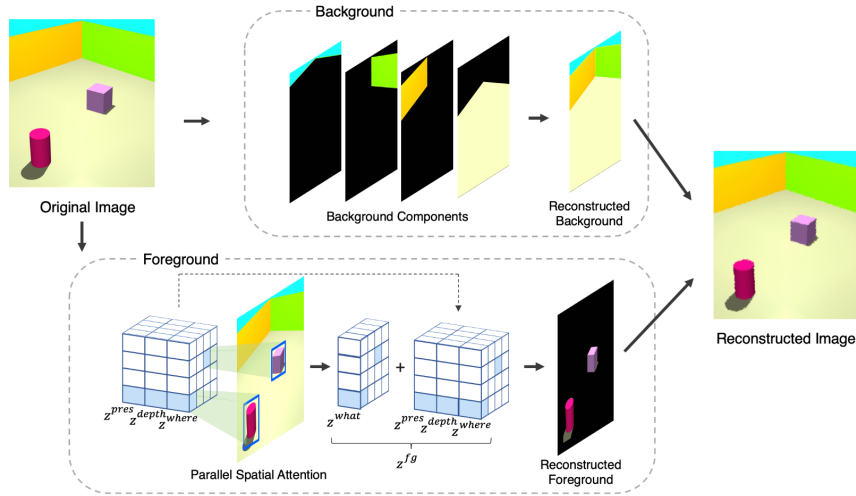 Background
Original Image
Background Components
Reconstructed
Background
Foreground
z^pres z^depth z^where
Parallel Spatial Attention
z^what
+
z^pres z^depth z^where
z^fg
Reconstructed
Foreground
Reconstructed Image